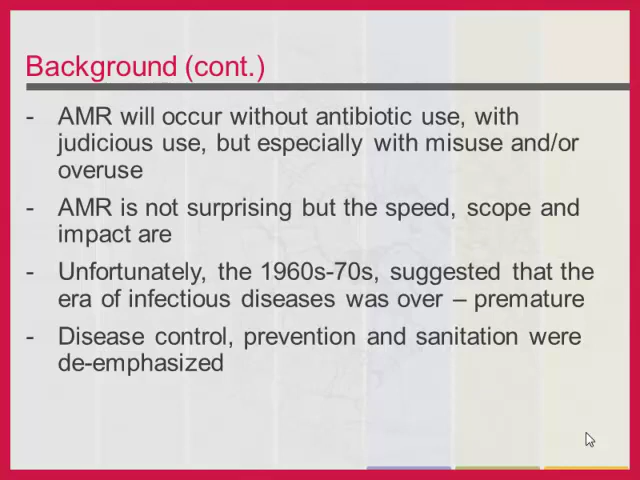 Background (cont.)
- AMR will occur without antibiotic use, with
judicious use, but especially with misuse and/or
overuse
- AMR is not surprising but the speed, scope and
impact are
- Unfortunately, the 1960s-70s, suggested that the
era of infectious diseases was over – premature
- Disease control, prevention and sanitation were
de-emphasized